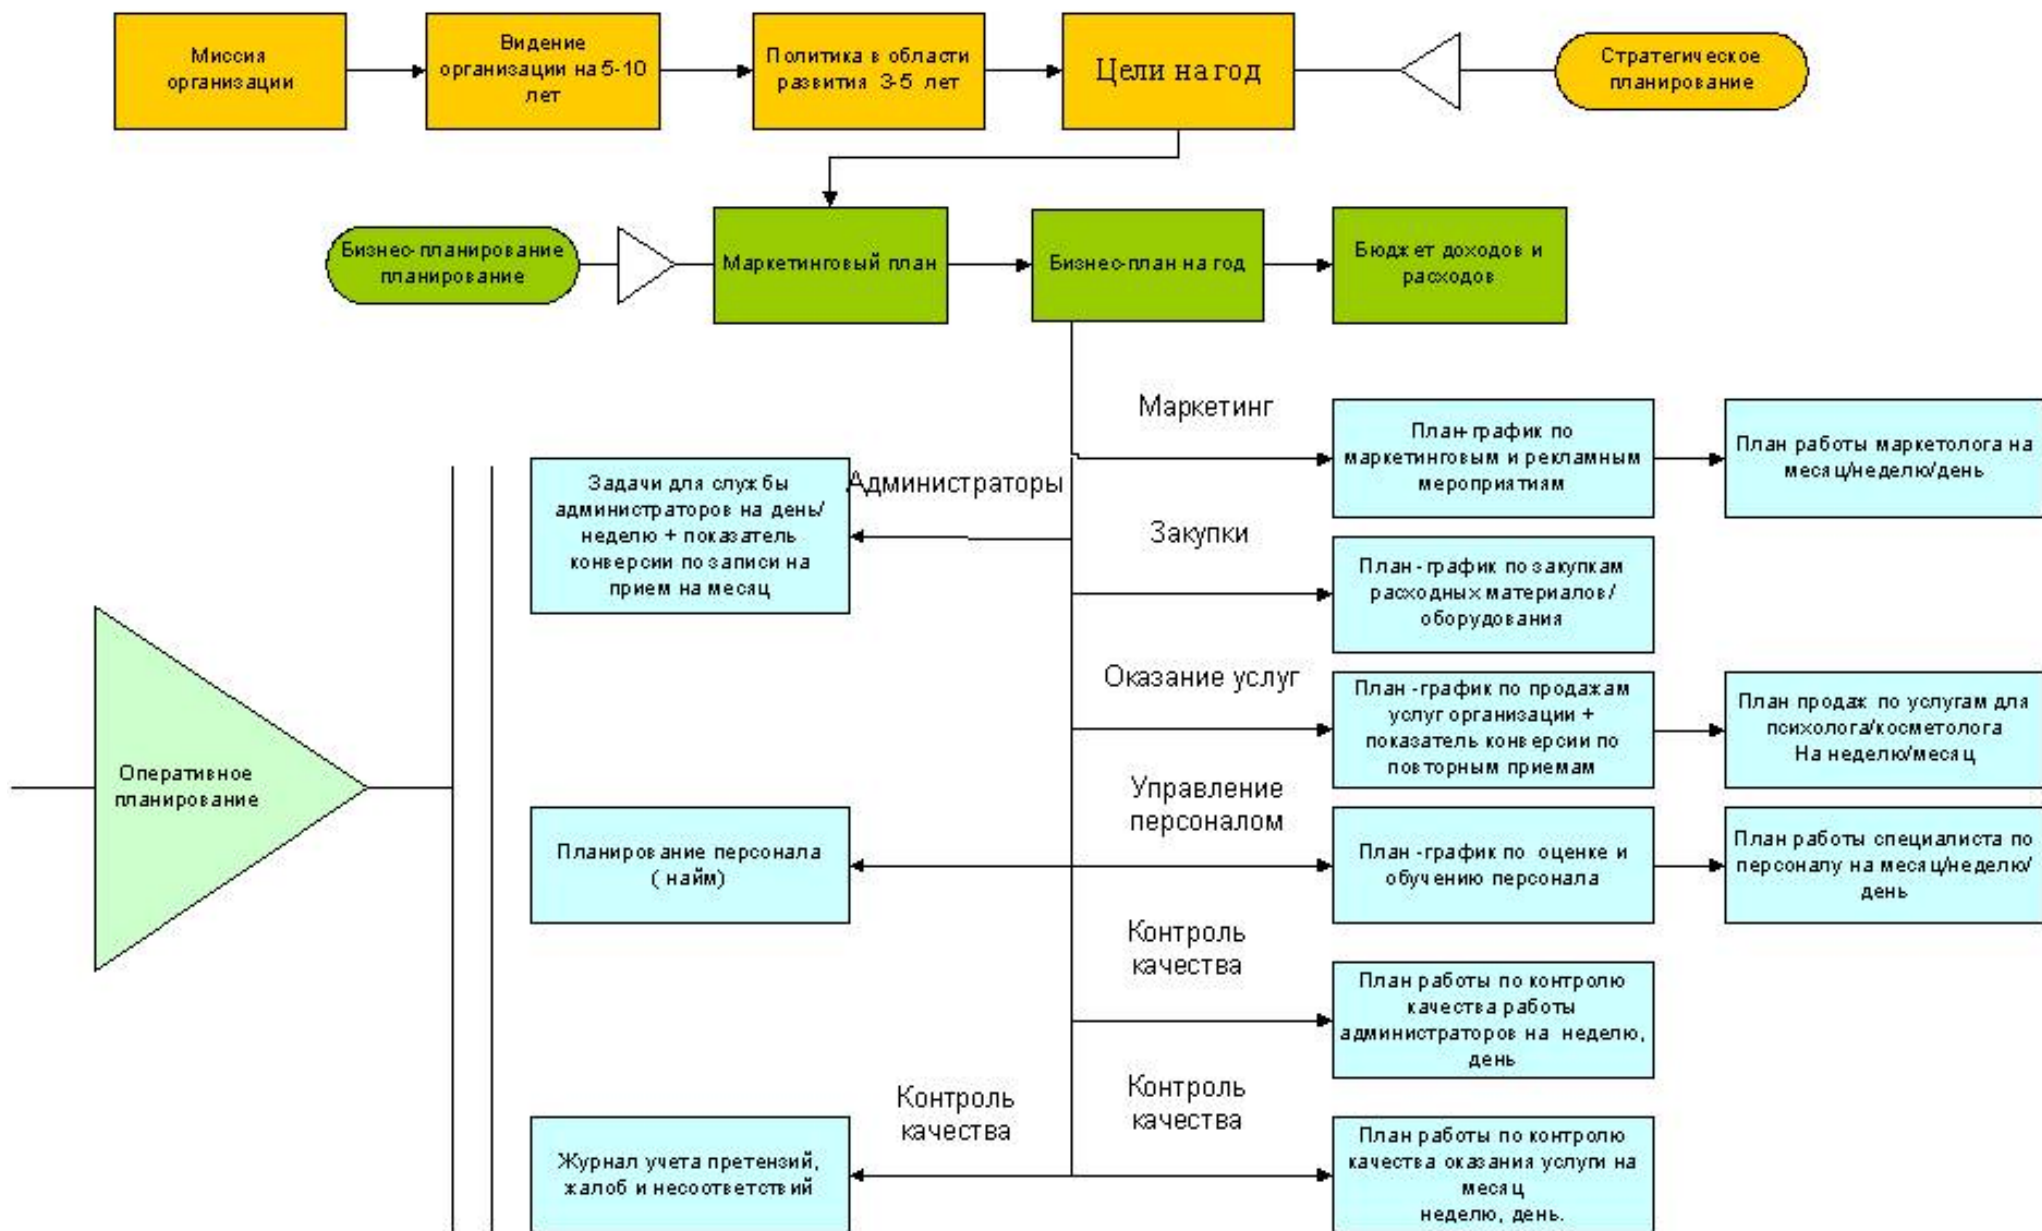 Миссия
организации
Видение
организации на 5-10
лет
Политика в области
развития 3-5 лет
Цели на год
Стратегическое
планирование
Бизнес-планирование
планирование
Маркетинговый план
Бизнес-план на год
Бюджет доходов и
расходов
Маркетинг
План-график по
маркетинговым и рекламным
мероприятиям
План работы маркетолога на
месяц/неделю/день
Задачи для службы
администраторов на день/
неделю + показатель
конверсии по записи на
прием на месяц
Администраторы
Закупки
План - график по закупкам
расходных материалов/
оборудования
Оказание услуг
План -график по продажам
услуг организации +
показатель конверсии по
повторным приемам
План продаж по услугам для
психолога/косметолога
На неделю/месяц
Оперативное
планирование
Управление
персоналом
Планирование персонала
( найм)
План -график по оценке и
обучению персонала
План работы специалиста по
персоналу на месяц/неделю/
день
Контроль
качества
План работы по контролю
качества работы
администраторов на неделю,
день
Контроль
качества
Контроль
качества
Журнал учета претензий,
жалоб и несоответствий
План работы по контролю
качества оказания услуги на
месяц
неделю, день.